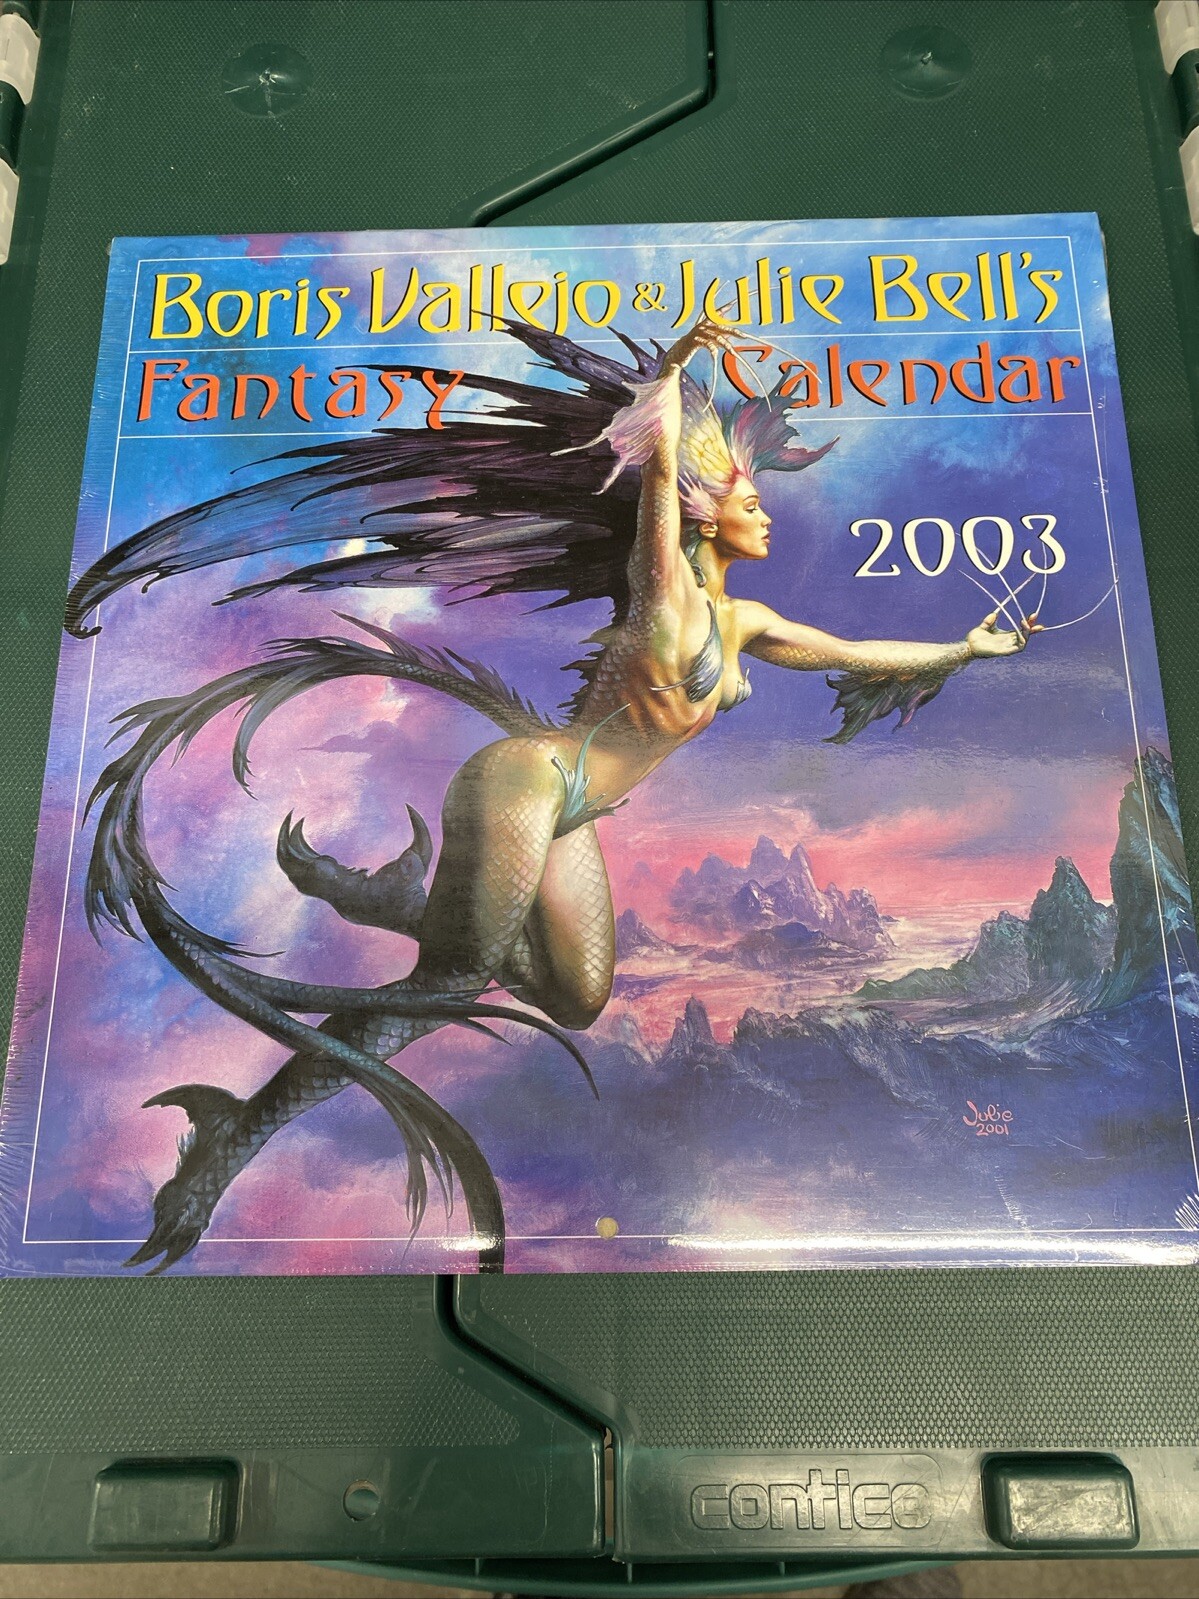 Boris Vallejo & Julie Bell's
Fantasy Calendar
2003
Julie
2001
contico